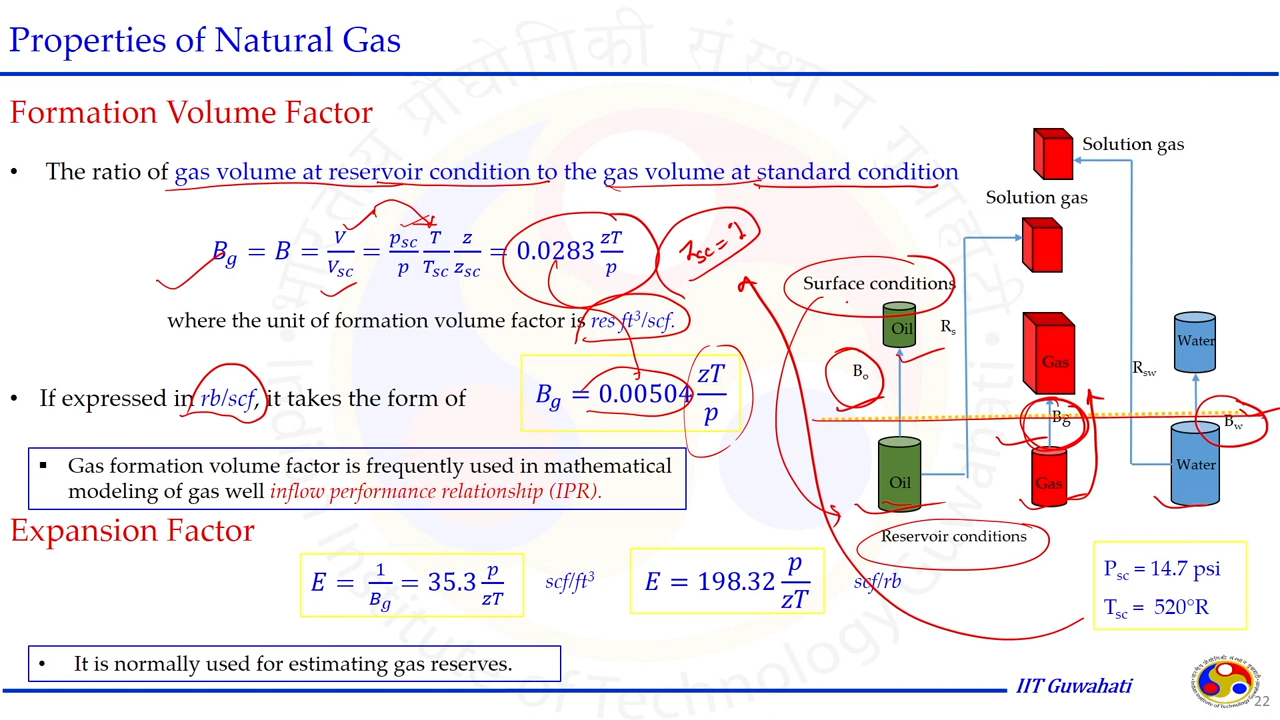 Properties of Natural Gas
Formation Volume Factor
• The ratio of gas volume at reservoir condition to the gas volume at standard condition
B_g = B = V/V_sc = p_sc/p T/T_sc z/z_sc = 0.0283 zT/p
z_sc = 1
where the unit of formation volume factor is res ft³/scf.
• If expressed in rb/scf, it takes the form of
B_g = 0.00504 zT/p
▪ Gas formation volume factor is frequently used in mathematical
modeling of gas well inflow performance relationship (IPR).
Expansion Factor
E = 1/B_g = 35.3 p/zT scf/ft³
E = 198.32 p/zT scf/rb
• It is normally used for estimating gas reserves.
Solution gas
Solution gas
Surface conditions
Oil
R_s
Gas
Water
B_o
R_sw
Bg
B_w
Oil
Gas
Water
Reservoir conditions
P_sc = 14.7 psi
T_sc = 520°R
IIT Guwahati
22